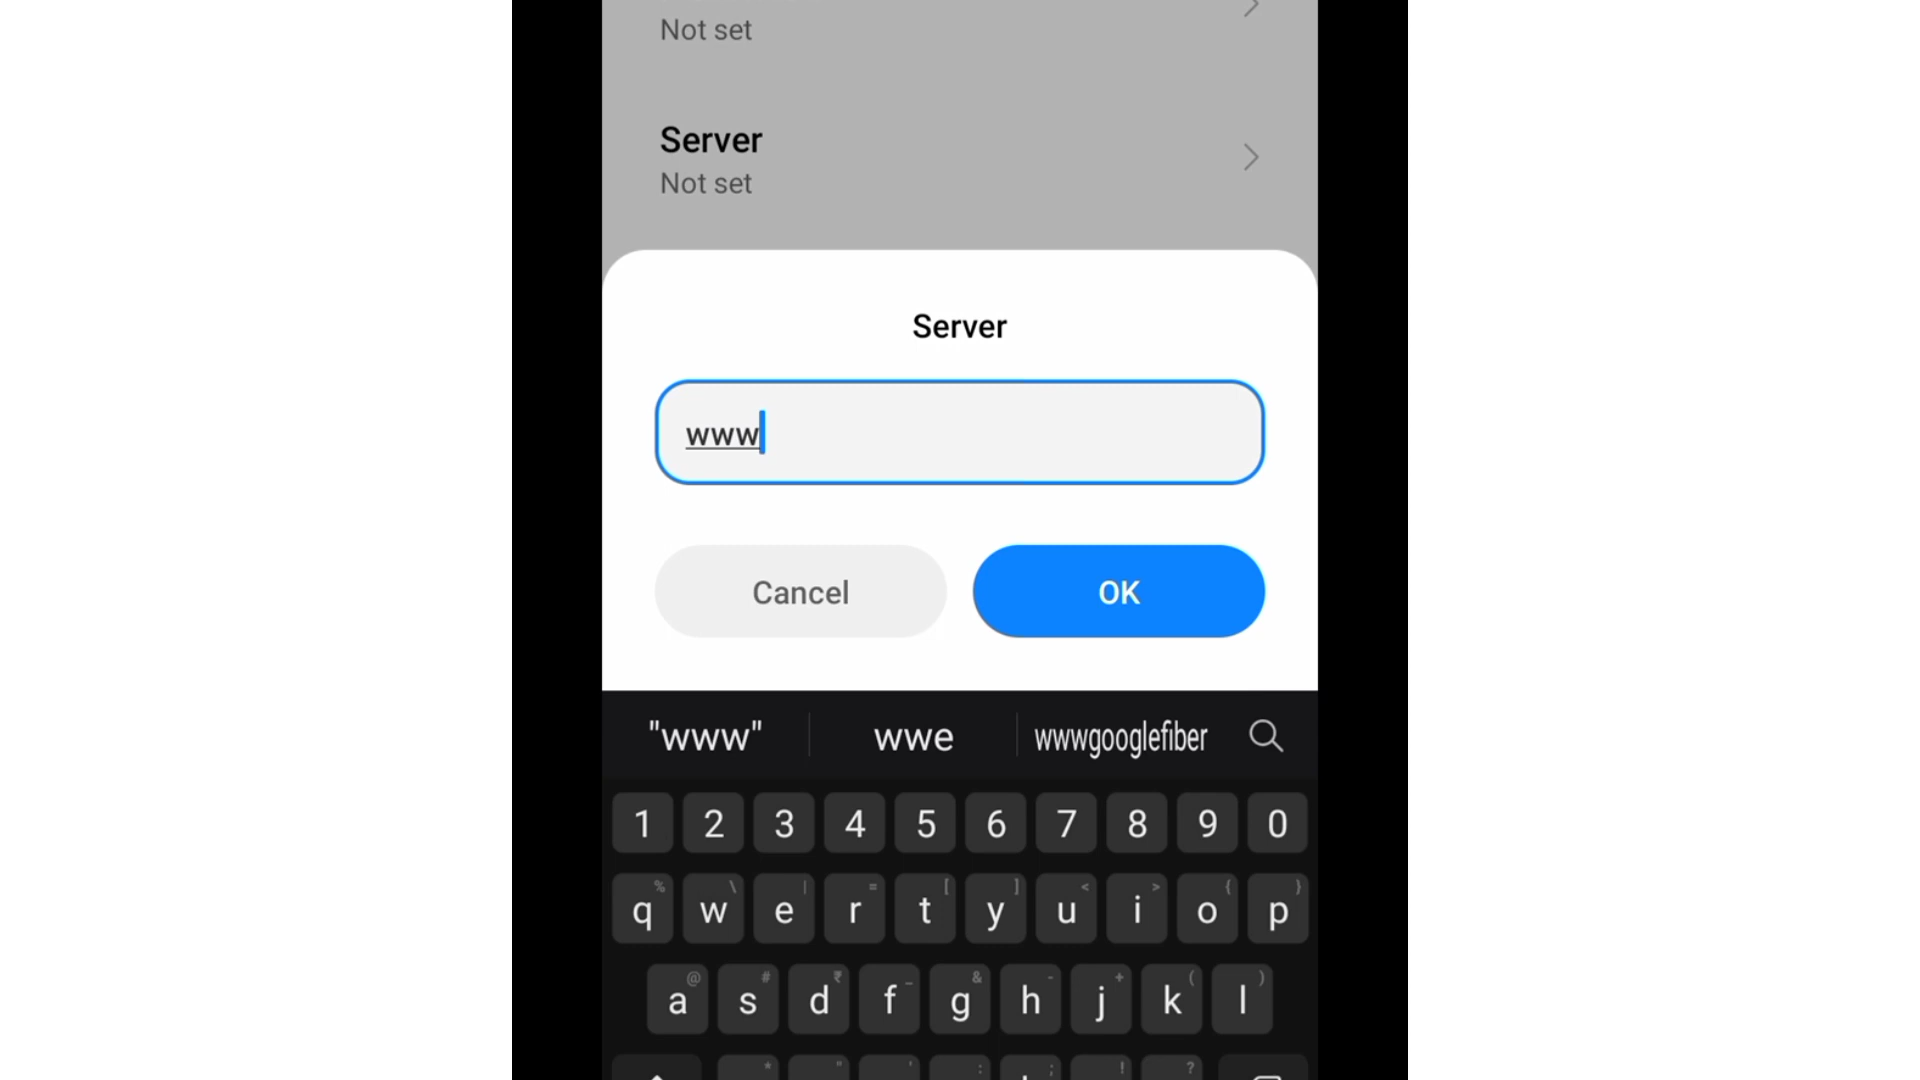 Not set
Server
Not set
Server
www
Cancel OK
"www" wwe wwwgooglefiber
1 2 3 4 5 6 7 8 9 0
% \ | = [ ] < > { }
q w e r t y u i o p
@ # ₹ _ & - + ( )
a s d f g h j k l
* " ' : ; ! ?